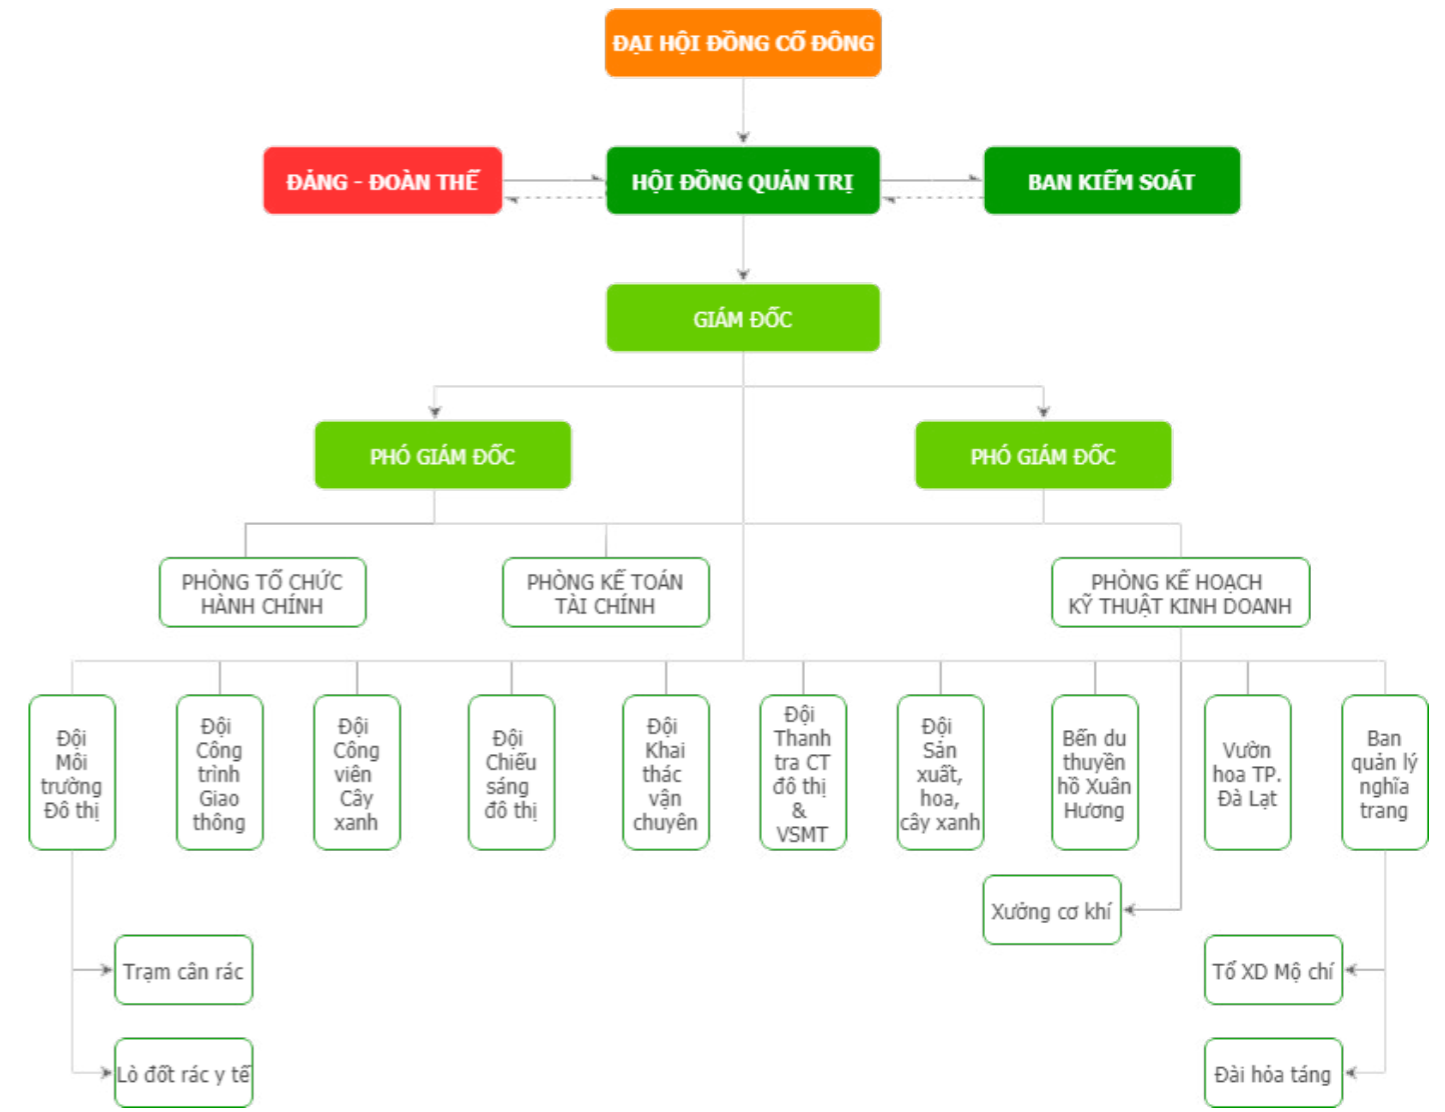 ĐẠI HỘI ĐỒNG CỔ ĐÔNG
ĐẢNG - ĐOÀN THỂ
HỘI ĐỒNG QUẢN TRỊ
BAN KIỂM SOÁT
GIÁM ĐỐC
PHÓ GIÁM ĐỐC
PHÓ GIÁM ĐỐC
PHÒNG TỔ CHỨC
HÀNH CHÍNH
PHÒNG KẾ TOÁN
TÀI CHÍNH
PHÒNG KẾ HOẠCH
KỸ THUẬT KINH DOANH
Đội
Môi
trường
Đô thị
Đội
Công
trình
Giao
thông
Đội
Công
viên
Cây
xanh
Đội
Chiếu
sáng
đô thị
Đội
Khai
thác
vận
chuyên
Đội
Thanh
tra CT
đô thị
&
VSMT
Đội
Sản
xuất,
hoa,
cây xanh
Bến du
thuyền
hồ Xuân
Hương
Vườn
hoa TP.
Đà Lạt
Ban
quản lý
nghĩa
trang
Xưởng cơ khí
Trạm cân rác
Tổ XD Mộ chí
Lò đốt rác y tế
Đài hỏa táng